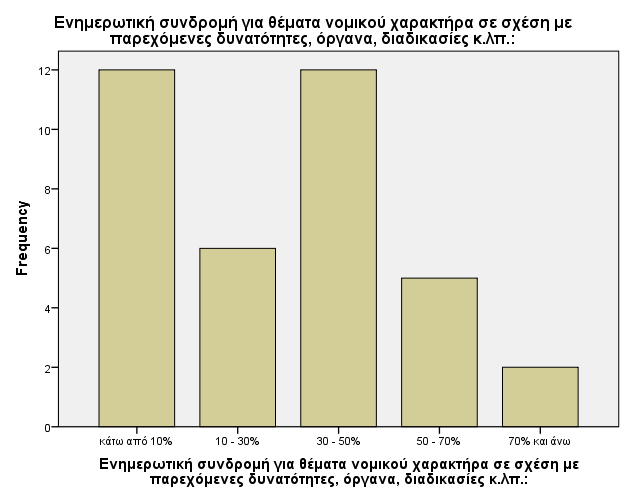 Ενημερωτική συνδρομή για θέματα νομικού χαρακτήρα σε σχέση με
παρεχόμενες δυνατότητες, όργανα, διαδικασίες κ.λπ.:
12
10
8
6
4
2
0
Frequency
κάτω από 10%
10 - 30%
30 - 50%
50 - 70%
70% και άνω
Ενημερωτική συνδρομή για θέματα νομικού χαρακτήρα σε σχέση με
παρεχόμενες δυνατότητες, όργανα, διαδικασίες κ.λπ.: